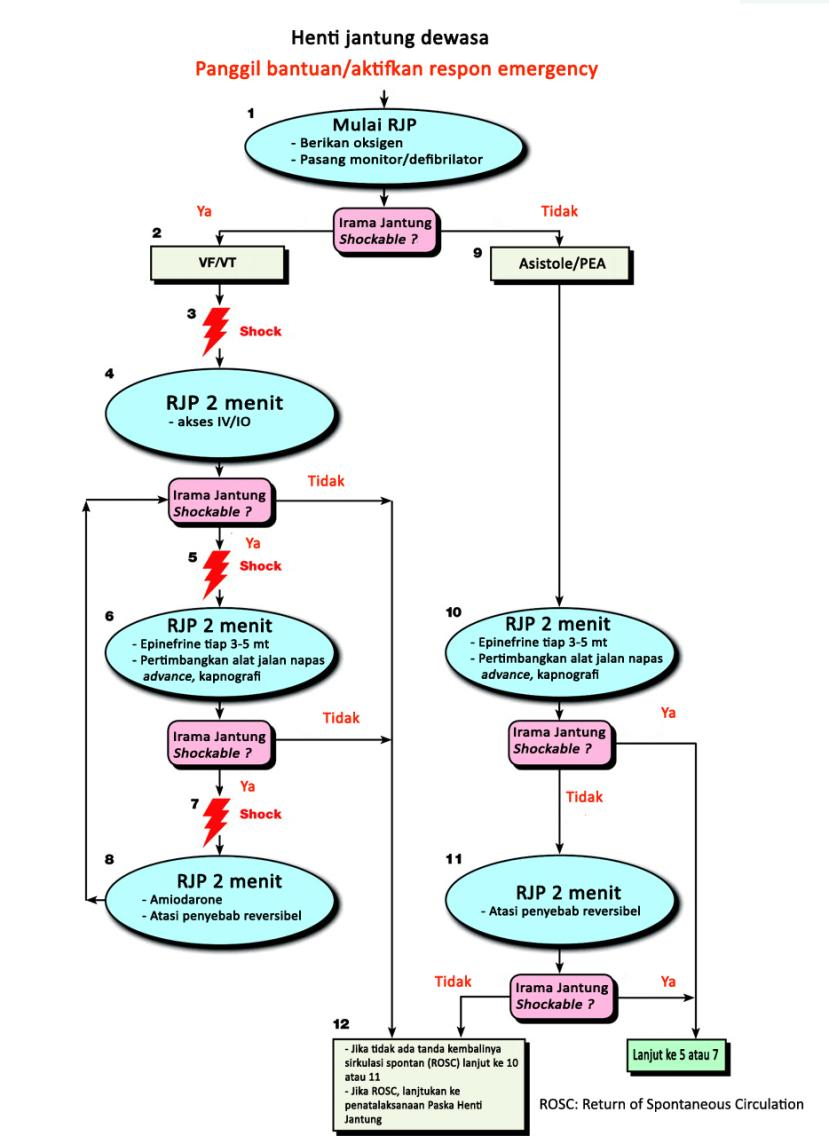 Henti jantung dewasa
Panggil bantuan/aktifkan respon emergency
1
Mulai RJP
- Berikan oksigen
- Pasang monitor/defibrilator
Irama Jantung
Shockable ?
Ya
Tidak
2
VF/VT
9
Asistole/PEA
3
Shock
4
RJP 2 menit
- akses IV/IO
Irama Jantung
Shockable ?
Tidak
Ya
5
Shock
6
RJP 2 menit
- Epinefrine tiap 3-5 mt
- Pertimbangkan alat jalan napas
advance, kapnografi
Irama Jantung
Shockable ?
Tidak
Ya
7
Shock
8
RJP 2 menit
- Amiodarone
- Atasi penyebab reversibel
10
RJP 2 menit
- Epinefrine tiap 3-5 mt
- Pertimbangkan alat jalan napas
advance, kapnografi
Irama Jantung
Shockable ?
Ya
Tidak
11
RJP 2 menit
- Atasi penyebab reversibel
Irama Jantung
Shockable ?
Tidak
Ya
12
- Jika tidak ada tanda kembalinya
sirkulasi spontan (ROSC) lanjut ke 10
atau 11
- Jika ROSC, lanjtukan ke
penatalaksanaan Paska Henti
Jantung
Lanjut ke 5 atau 7
ROSC: Return of Spontaneous Circulation